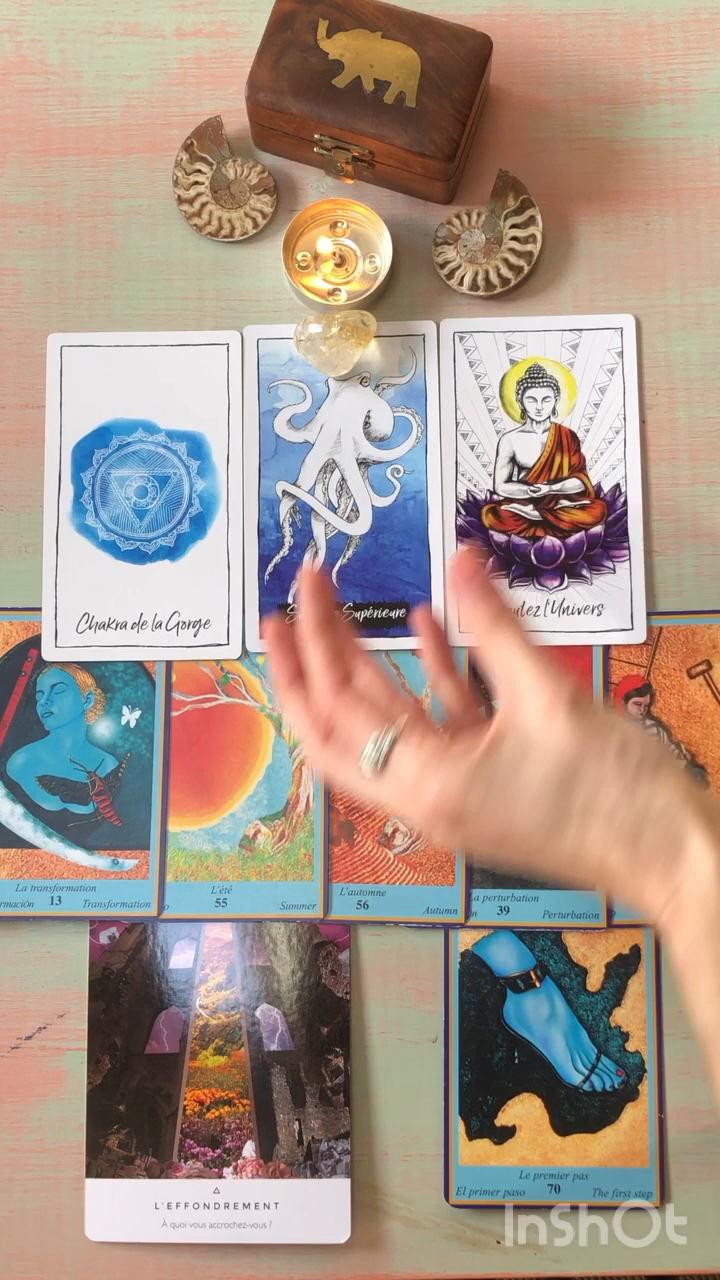 Chakra de la Gorge
Supérieure
l'Univers
La transformation
13 Transformation
L'été
55 Summer
L'automne
56 Autumn
La perturbation
39 Perturbation
L'EFFONDREMENT
À quoi vous accrochez-vous ?
Le premier pas
El primer paso 70 The first step
InShOt